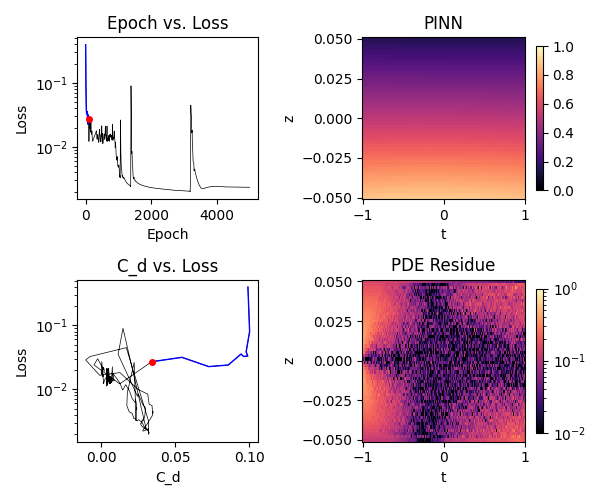 Epoch vs. Loss
10⁻¹
10⁻²
Loss
0
2000
4000
Epoch
PINN
0.050
0.025
0.000
−0.025
−0.050
z
−1
0
1
t
1.0
0.8
0.6
0.4
0.2
0.0
C_d vs. Loss
10⁻¹
10⁻²
Loss
0.00
0.05
0.10
C_d
PDE Residue
0.050
0.025
0.000
−0.025
−0.050
z
−1
0
1
t
10⁰
10⁻¹
10⁻²